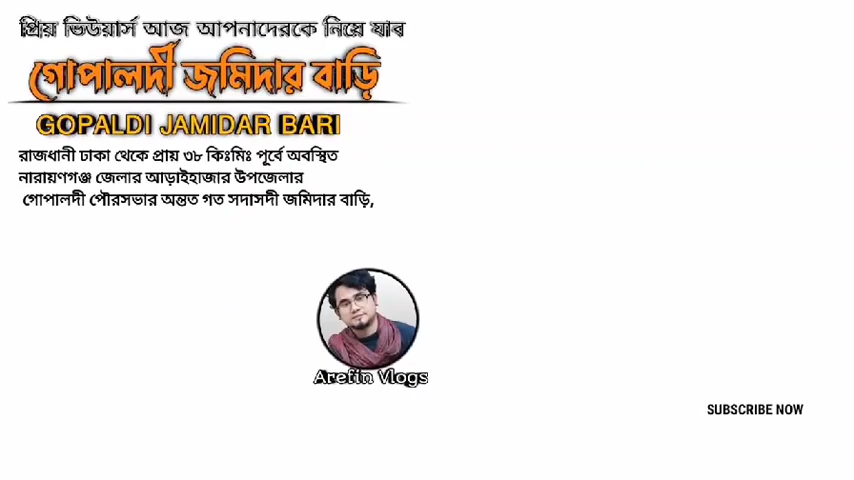 প্রিয় ভিউয়ার্স আজ আপনাদেরকে নিয়ে যাব
গোপালদী জমিদার বাড়ি
GOPALDI JAMIDAR BARI
রাজধানী ঢাকা থেকে প্রায় ৩৮ কিঃমিঃ পূর্বে অবস্থিত
নারায়ণগঞ্জ জেলার আড়াইহাজার উপজেলার
গোপালদী পৌরসভার অন্তত গত সদাসদী জমিদার বাড়ি,
Arefin Vlogs
SUBSCRIBE NOW